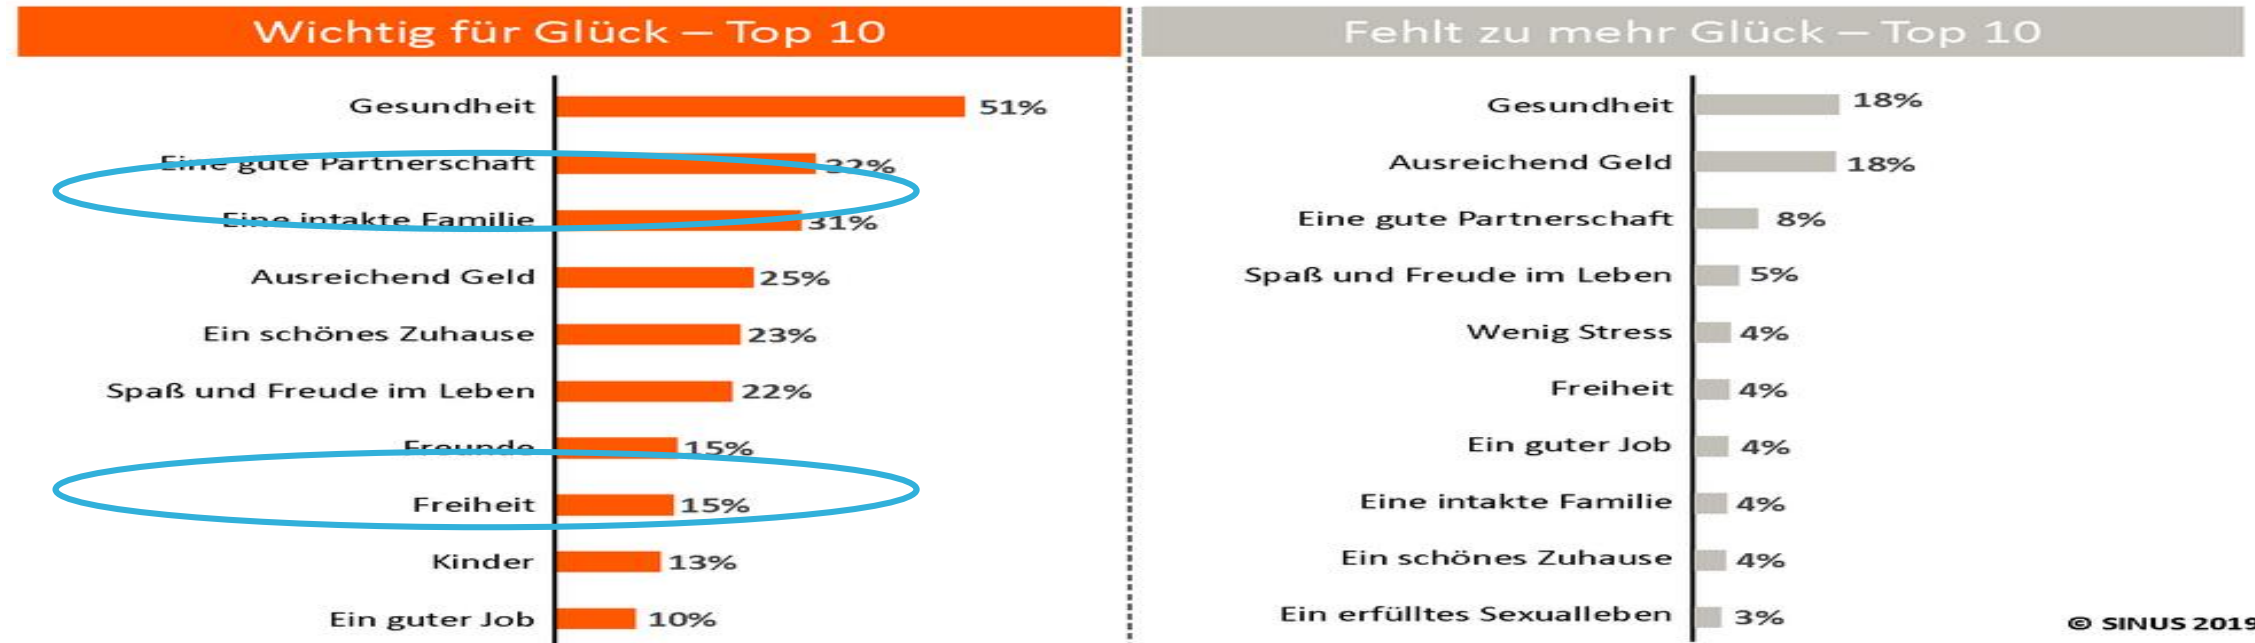 Wichtig für Glück – Top 10
Gesundheit 51%
Eine gute Partnerschaft 32%
Eine intakte Familie 31%
Ausreichend Geld 25%
Ein schönes Zuhause 23%
Spaß und Freude im Leben 22%
Freunde 15%
Freiheit 15%
Kinder 13%
Ein guter Job 10%
Fehlt zu mehr Glück – Top 10
Gesundheit 18%
Ausreichend Geld 18%
Eine gute Partnerschaft 8%
Spaß und Freude im Leben 5%
Wenig Stress 4%
Freiheit 4%
Ein guter Job 4%
Eine intakte Familie 4%
Ein schönes Zuhause 4%
Ein erfülltes Sexualleben 3%
© SINUS 2019